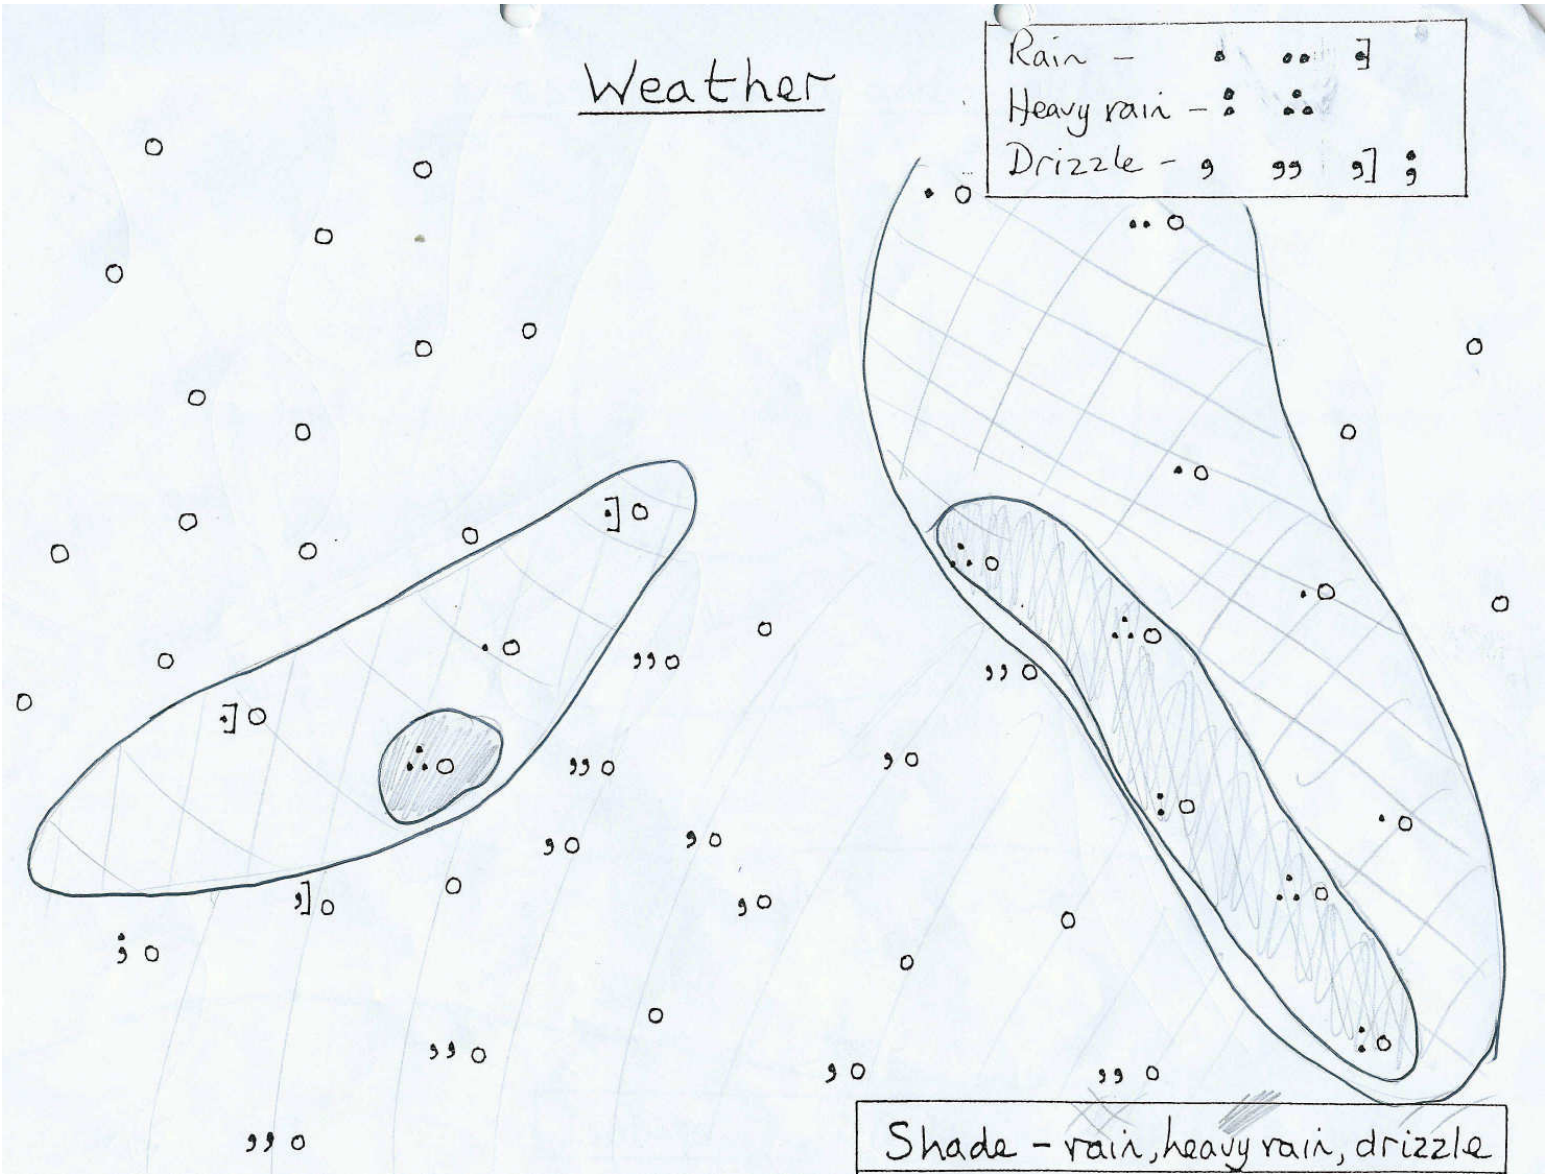 Weather
Rain - • •• •]
Heavy rain - : ∴
Drizzle - , ,, ,] ;
Shade - rain, heavy rain, drizzle